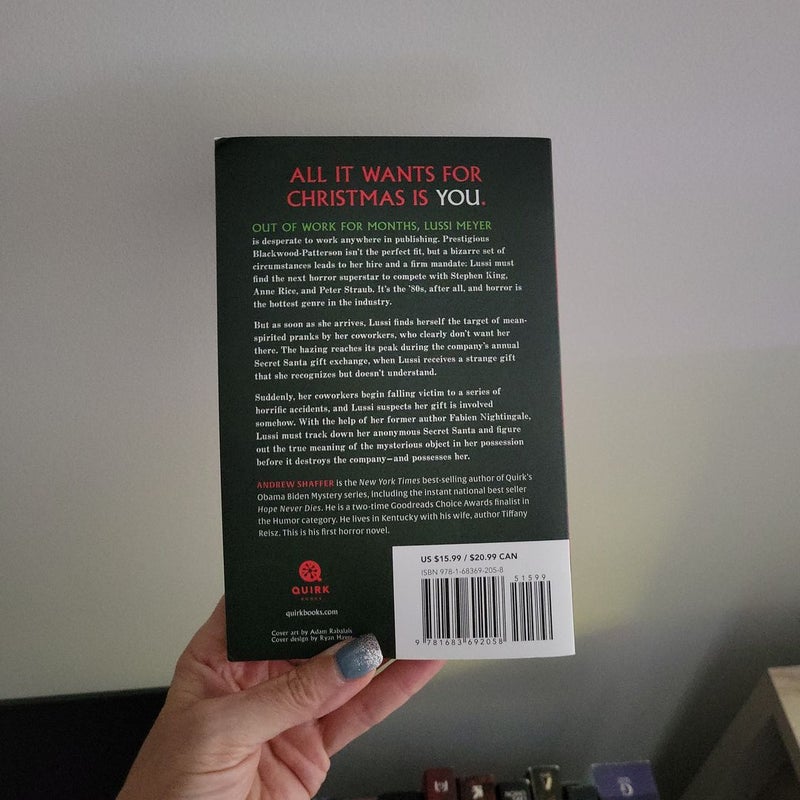 ALL IT WANTS FOR
CHRISTMAS IS YOU.
OUT OF WORK FOR MONTHS, LUSSI MEYER
is desperate to work anywhere in publishing. Prestigious
Blackwood-Patterson isn't the perfect fit, but a bizarre set of
circumstances leads to her hire and a firm mandate: Lussi must
find the next horror superstar to compete with Stephen King,
Anne Rice, and Peter Straub. It's the '80s, after all, and horror is
the hottest genre in the industry.
But as soon as she arrives, Lussi finds herself the target of mean-
spirited pranks by her coworkers, who clearly don't want her
there. The hazing reaches its peak during the company's annual
Secret Santa gift exchange, when Lussi receives a strange gift
that she recognizes but doesn't understand.
Suddenly, her coworkers begin falling victim to a series of
horrific accidents, and Lussi suspects her gift is involved
somehow. With the help of her former author Fabien Nightingale,
Lussi must track down her anonymous Secret Santa and figure
out the true meaning of the mysterious object in her possession
before it destroys the company—and possesses her.
ANDREW SHAFFER is the New York Times best-selling author of Quirk's
Obama Biden Mystery series, including the instant national best seller
Hope Never Dies. He is a two-time Goodreads Choice Awards finalist in
the Humor category. He lives in Kentucky with his wife, author Tiffany
Reisz. This is his first horror novel.
QUIRK
BOOKS
quirkbooks.com
Cover art by Adam Rabalais
Cover design by Ryan
US $15.99 / $20.99 CAN
ISBN 978-1-68369-205-8
51599
9 781683 692058